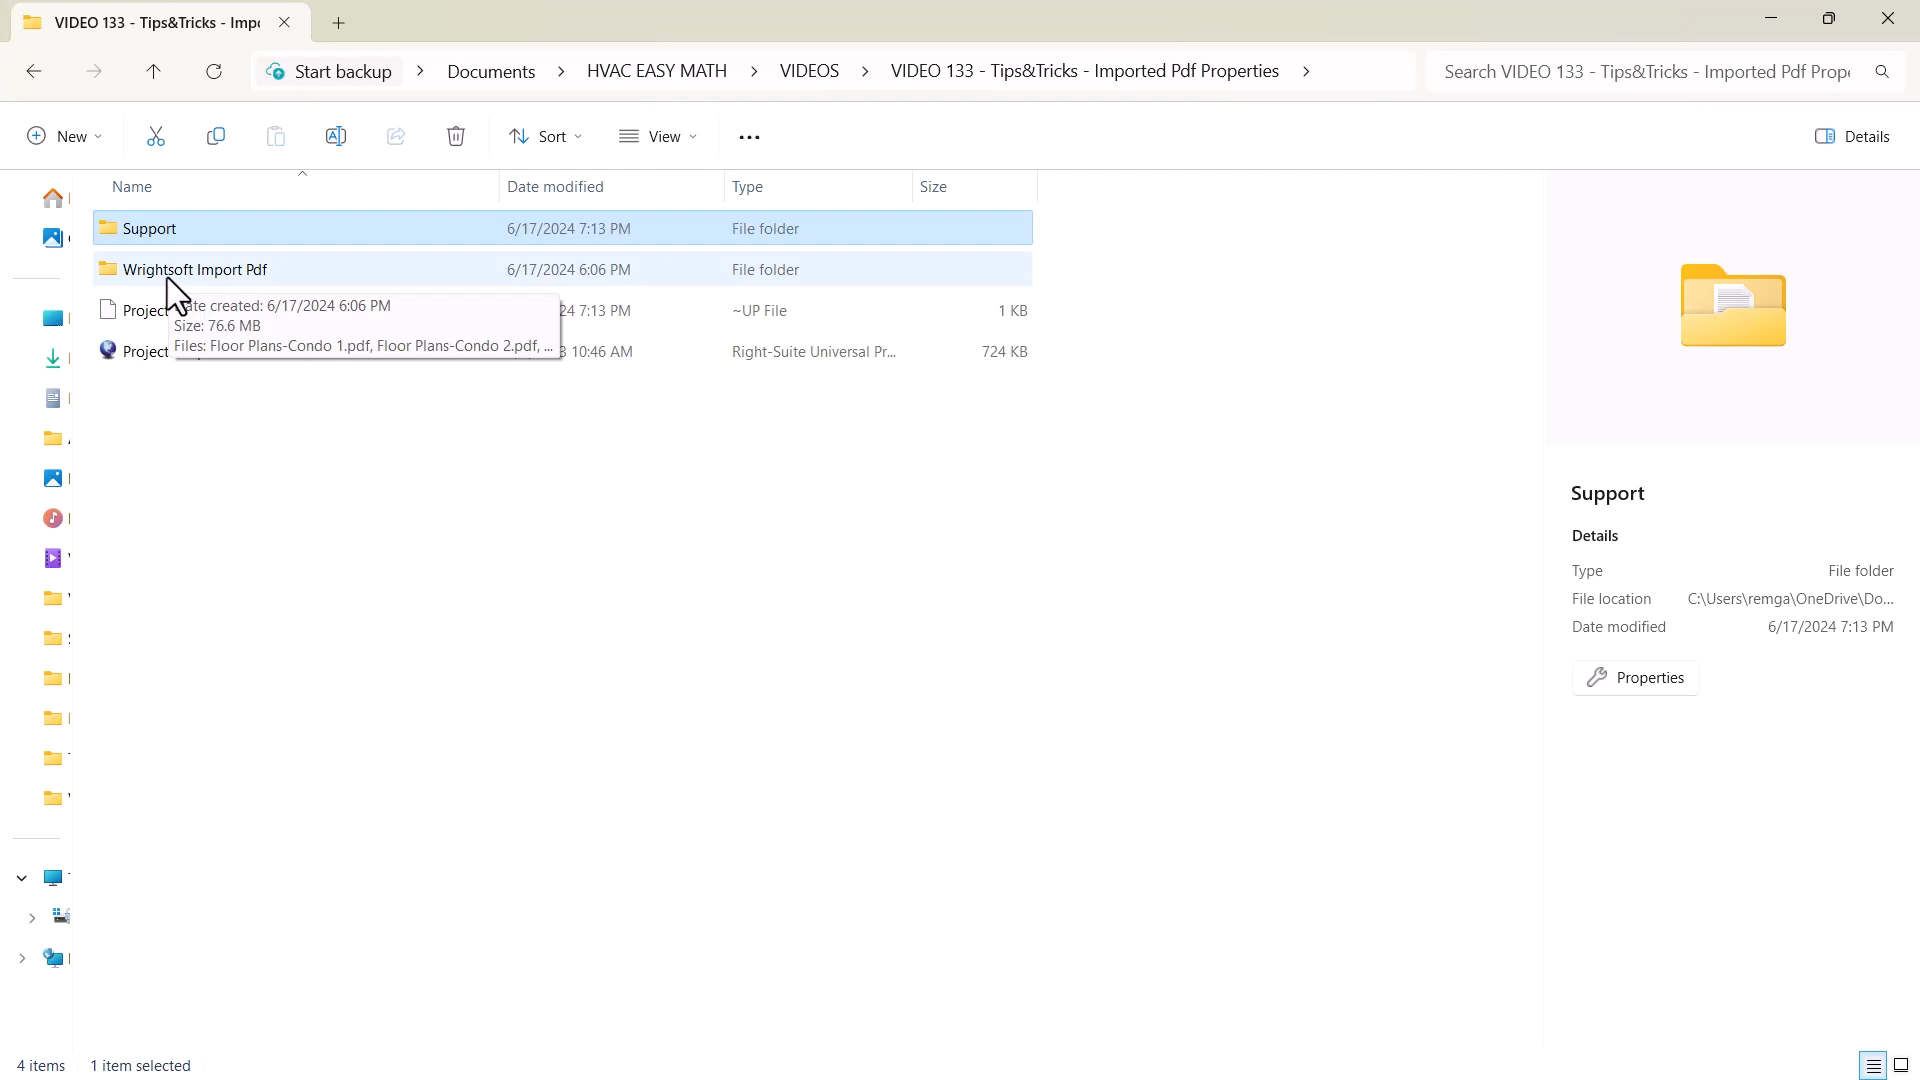 VIDEO 133 - Tips&Tricks - Impo
Start backup > Documents > HVAC EASY MATH > VIDEOS > VIDEO 133 - Tips&Tricks - Imported Pdf Properties >
Search VIDEO 133 - Tips&Tricks - Imported Pdf Prope
New
Sort
View
Details
Name Date modified Type Size
Support 6/17/2024 7:13 PM File folder
Wrightsoft Import Pdf 6/17/2024 6:06 PM File folder
Project 24 7:13 PM ~UP File 1 KB
Project 10:46 AM Right-Suite Universal Pr... 724 KB
ate created: 6/17/2024 6:06 PM
Size: 76.6 MB
Files: Floor Plans-Condo 1.pdf, Floor Plans-Condo 2.pdf, ...
Support
Details
Type File folder
File location C:\Users\remga\OneDrive\Do...
Date modified 6/17/2024 7:13 PM
Properties
4 items 1 item selected